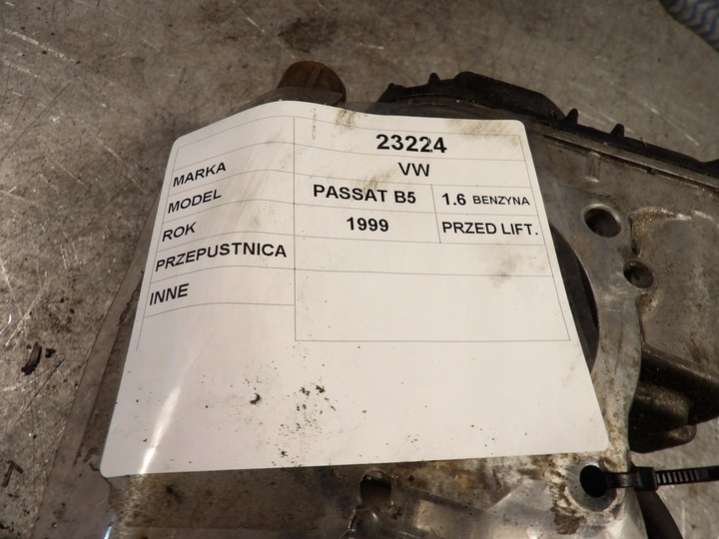 23224
MARKA VW
MODEL PASSAT B5 1.6 BENZYNA
ROK 1999 PRZED LIFT.
PRZEPUSTNICA
INNE